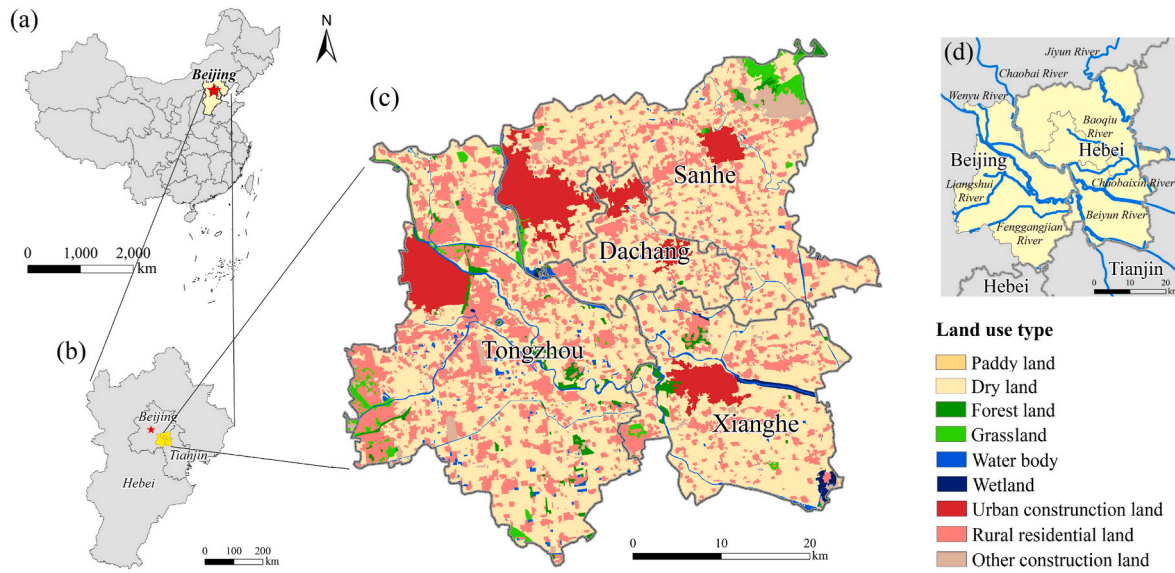 (a)
N
Beijing
0 1,000 2,000
km
(b)
Beijing
Tianjin
Hebei
0 100 200
km
(c)
Sanhe
Dachang
Tongzhou
Xianghe
0 10 20
km
(d)
Jiyun River
Chaobai River
Wenyu River
Baoqiu
River
Hebei
Beijing
Liangshui
River
Chaobaixin River
Beiyun River
Fenggangjian
River
Tianjin
Hebei
0 10 20
km
Land use type
Paddy land
Dry land
Forest land
Grassland
Water body
Wetland
Urban construnction land
Rural residential land
Other construction land